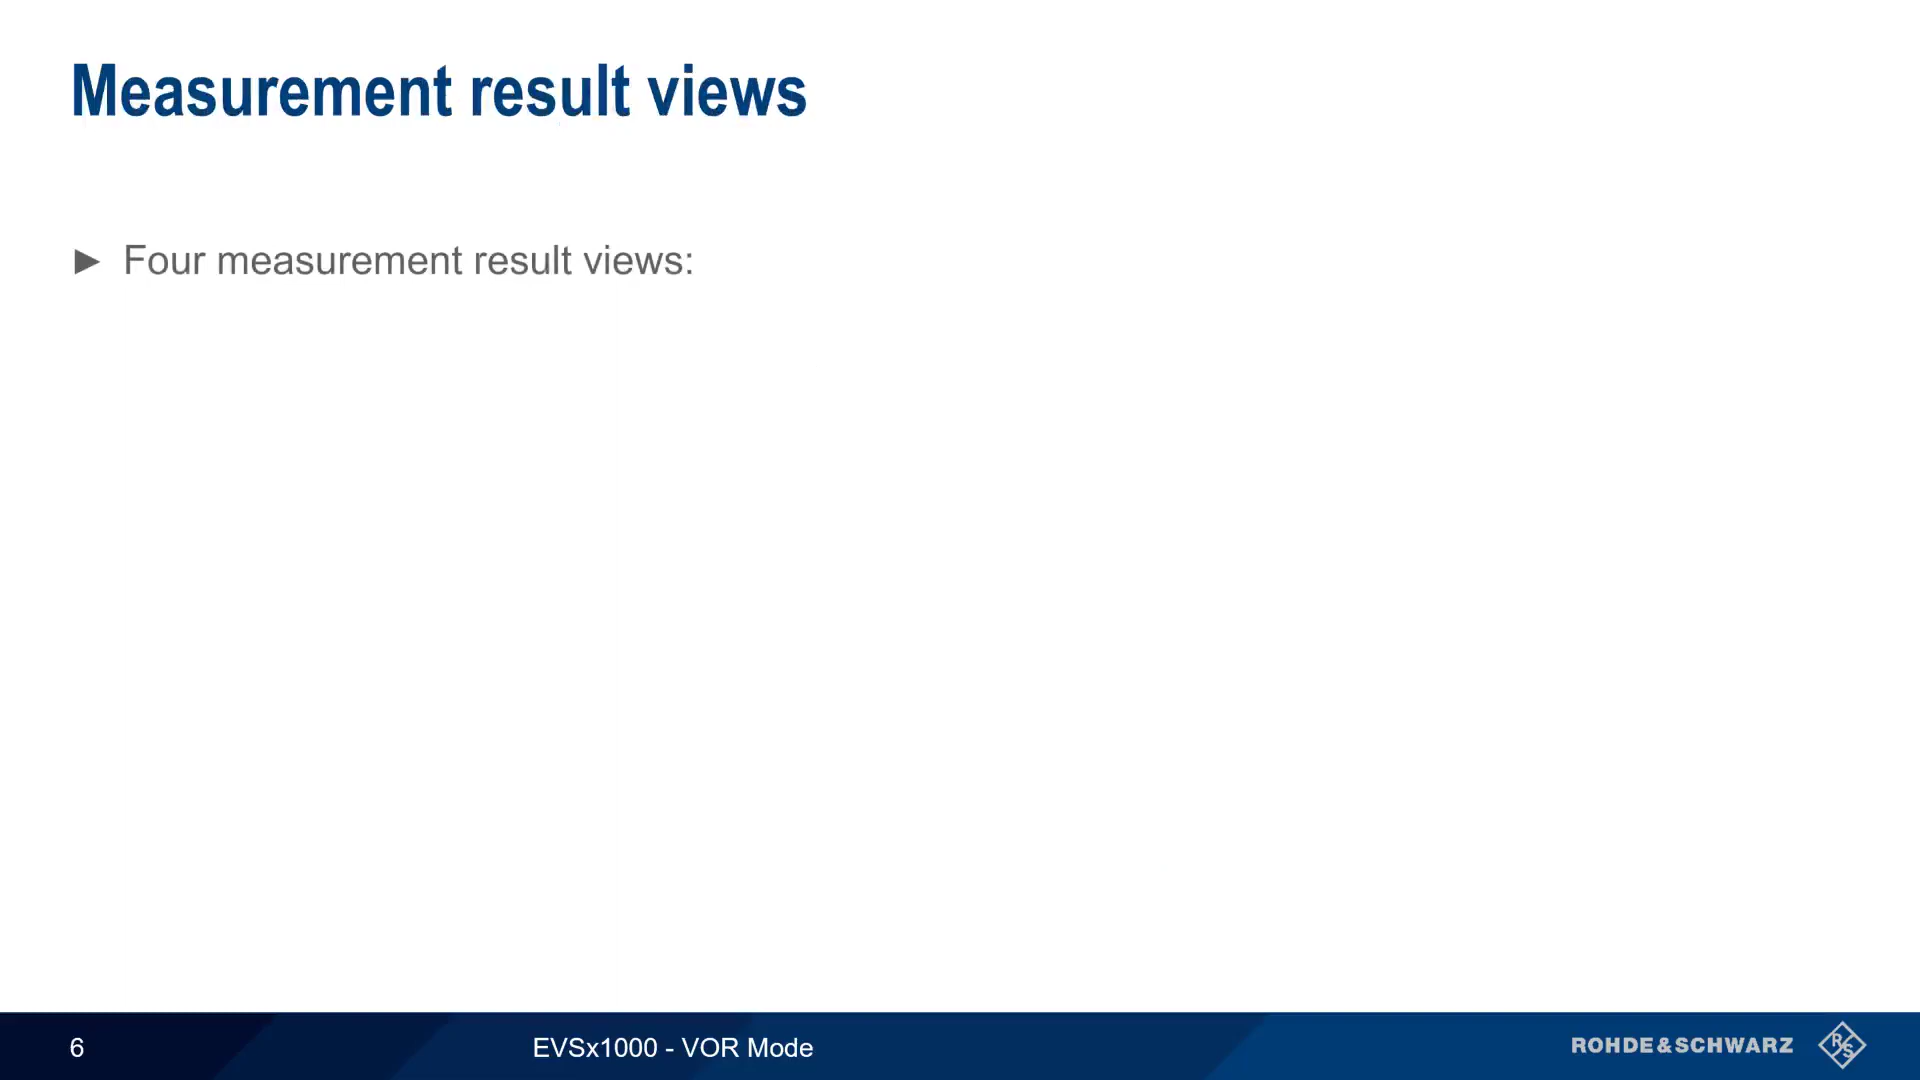 Measurement result views
► Four measurement result views:
6
EVSx1000 - VOR Mode
ROHDE&SCHWARZ
R&S